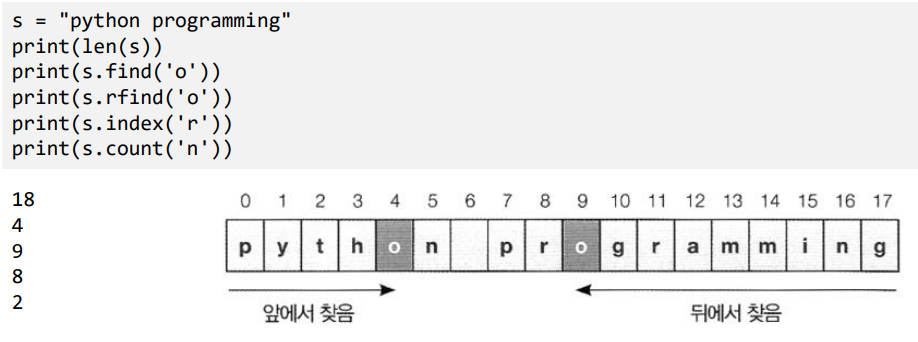 s = "python programming"
print(len(s))
print(s.find('o'))
print(s.rfind('o'))
print(s.index('r'))
print(s.count('n'))
18
4
9
8
2
0 1 2 3 4 5 6 7 8 9 10 11 12 13 14 15 16 17
p y t h o n p r o g r a m m i n g
앞에서 찾음 뒤에서 찾음